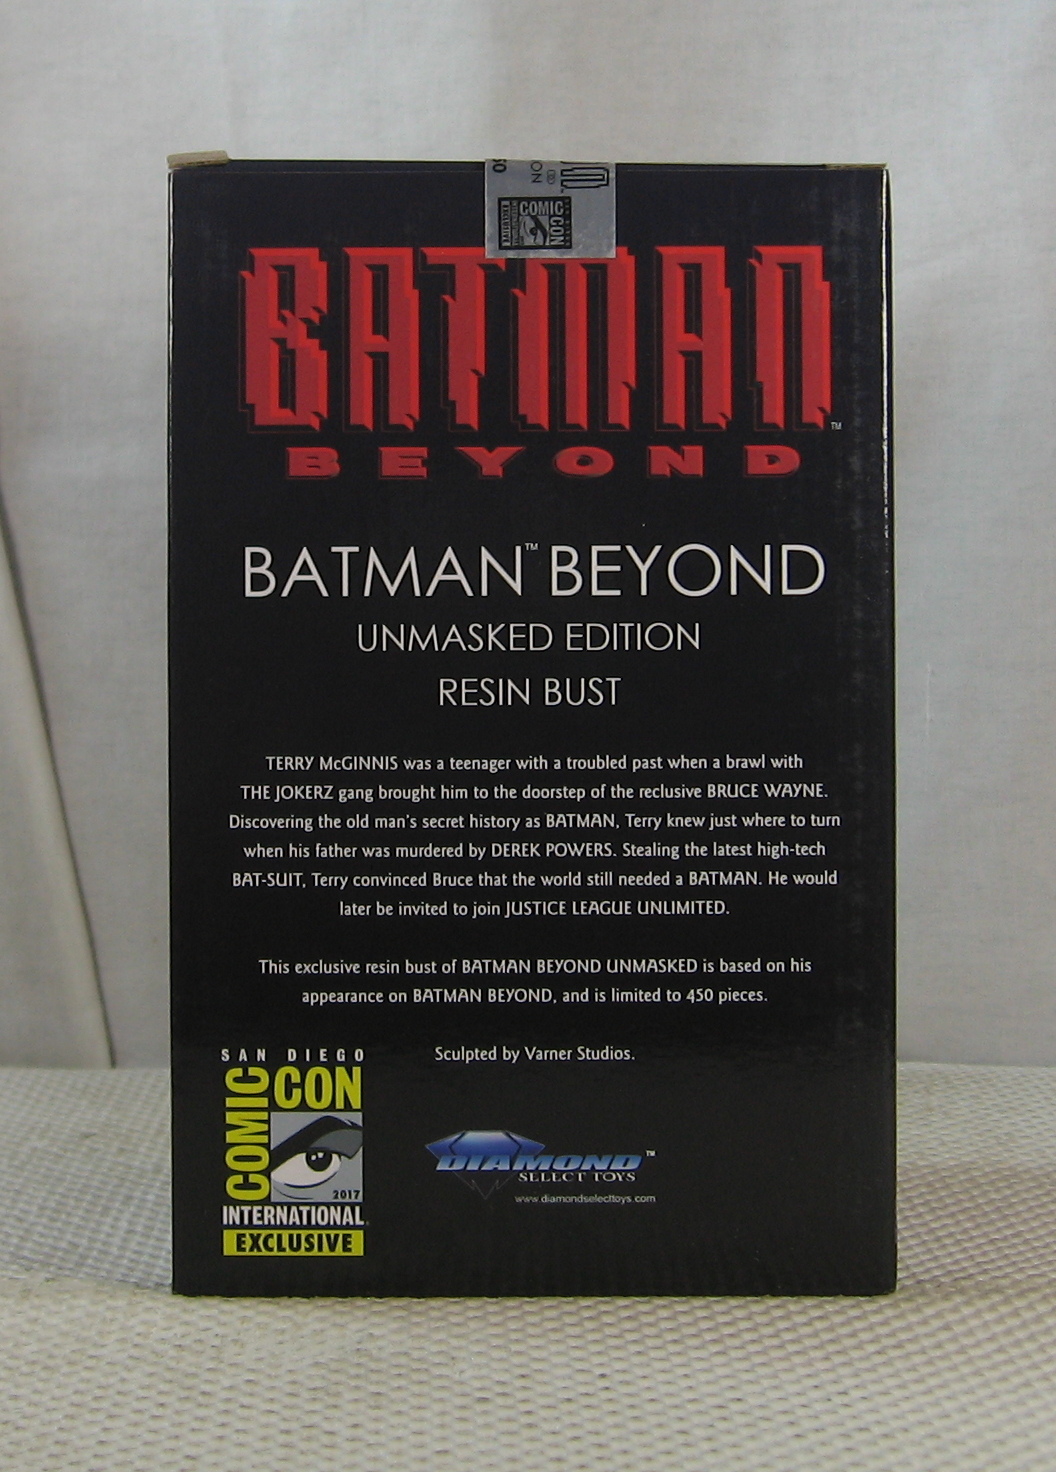 COMIC
CON
BATMAN
™
BEYOND
BATMAN™ BEYOND
UNMASKED EDITION
RESIN BUST
TERRY McGINNIS was a teenager with a troubled past when a brawl with
THE JOKERZ gang brought him to the doorstep of the reclusive BRUCE WAYNE.
Discovering the old man's secret history as BATMAN, Terry knew just where to turn
when his father was murdered by DEREK POWERS. Stealing the latest high-tech
BAT-SUIT, Terry convinced Bruce that the world still needed a BATMAN. He would
later be invited to join JUSTICE LEAGUE UNLIMITED.
This exclusive resin bust of BATMAN BEYOND UNMASKED is based on his
appearance on BATMAN BEYOND, and is limited to 450 pieces.
Sculpted by Varner Studios.
SAN DIEGO
COMIC
CON
2017
INTERNATIONAL
EXCLUSIVE
DIAMOND™
SELECT TOYS
www.diamondselecttoys.com